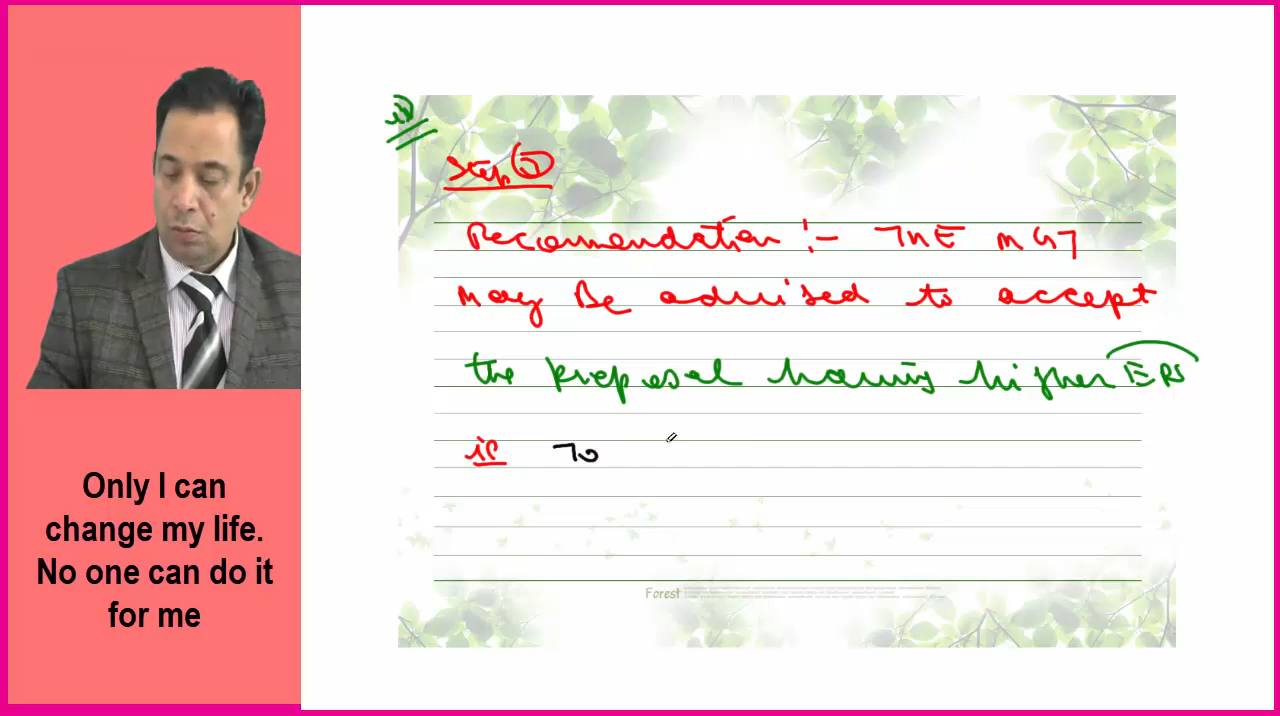 Only I can
change my life.
No one can do it
for me
ii)
Step
Recommendation :- THE MGT
May Be advised to accept
the proposal having higher ERS
ie To
Forest